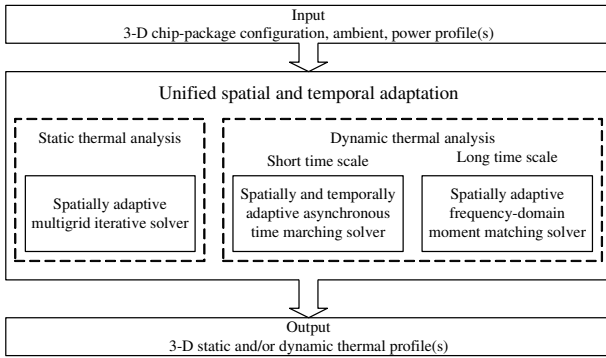 Input
3-D chip-package configuration, ambient, power profile(s)
Unified spatial and temporal adaptation
Static thermal analysis
Spatially adaptive
multigrid iterative solver
Dynamic thermal analysis
Short time scale
Spatially and temporally
adaptive asynchronous
time marching solver
Long time scale
Spatially adaptive
frequency-domain
moment matching solver
Output
3-D static and/or dynamic thermal profile(s)